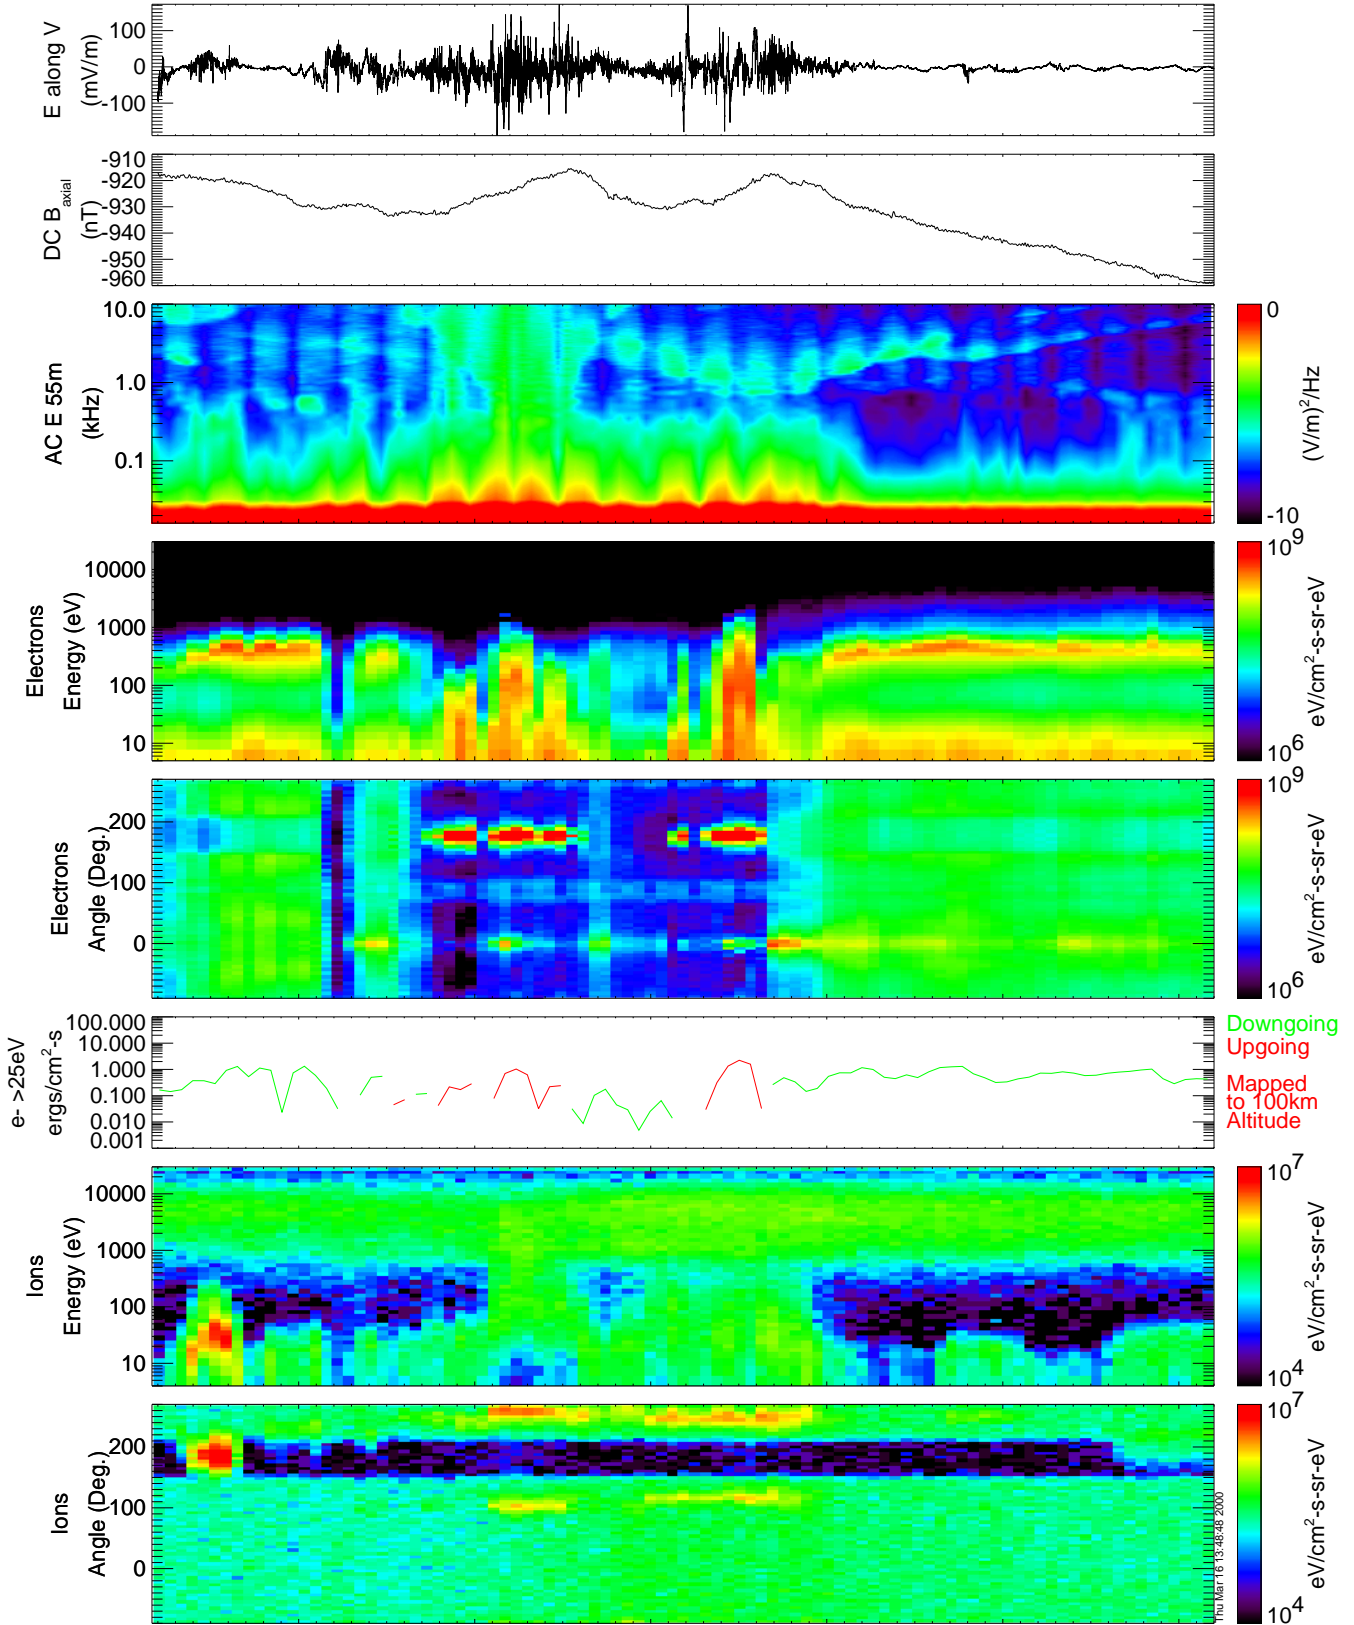 E along V
(mV/m)
100
0
-100
DC B_axial
(nT)
-910
-920
-930
-940
-950
-960
AC E 55m
(kHz)
10.0
1.0
0.1
0
-10
(V/m)²/Hz
Electrons
Energy (eV)
10000
1000
100
10
10⁹
10⁶
eV/cm²-s-sr-eV
Electrons
Angle (Deg.)
200
100
0
10⁹
10⁶
eV/cm²-s-sr-eV
e- >25eV
ergs/cm²-s
100.000
10.000
1.000
0.100
0.010
0.001
Downgoing
Upgoing
Mapped
to 100km
Altitude
Ions
Energy (eV)
10000
1000
100
10
10⁷
10⁴
eV/cm²-s-sr-eV
Ions
Angle (Deg.)
200
100
0
10⁷
10⁴
eV/cm²-s-sr-eV
Thu Mar 16 13:48:48 2000